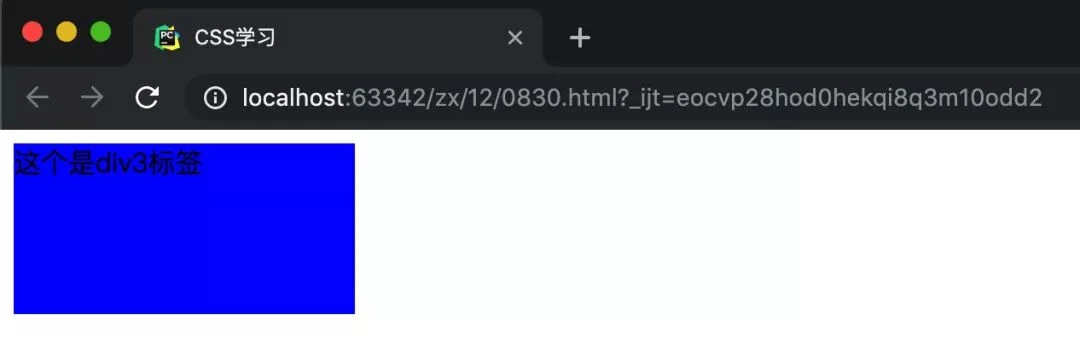 PC
CSS学习
localhost:63342/zx/12/0830.html?_ijt=eocvp28hod0hekqi8q3m10odd2
这个是div3标签